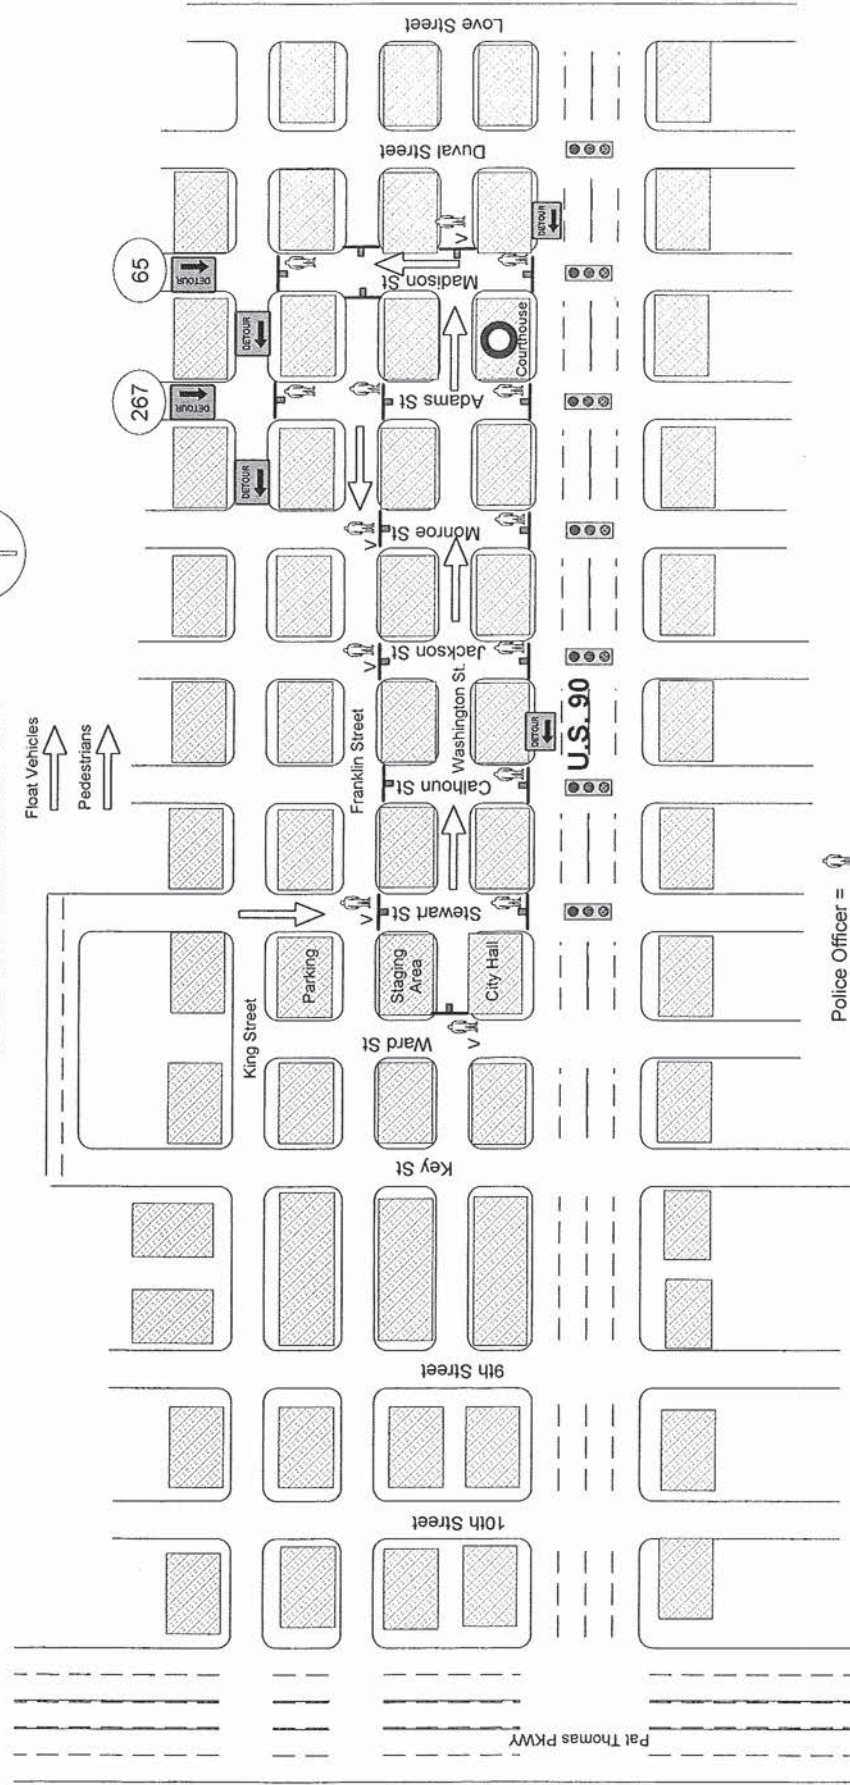 Love Street
Duval Street
65
DETOUR
Madison St
DETOUR
DETOUR
Courthouse
267
DETOUR
Adams St
DETOUR
Monroe St
Jackson St
Float Vehicles
Pedestrians
Franklin Street
Washington St.
U.S. 90
DETOUR
Calhoun St
V
V
V
V
V
Stewart St
Parking
Staging
Area
City Hall
King Street
Ward St
Police Officer =
Key St
9th Street
10th Street
Pat Thomas PKWY